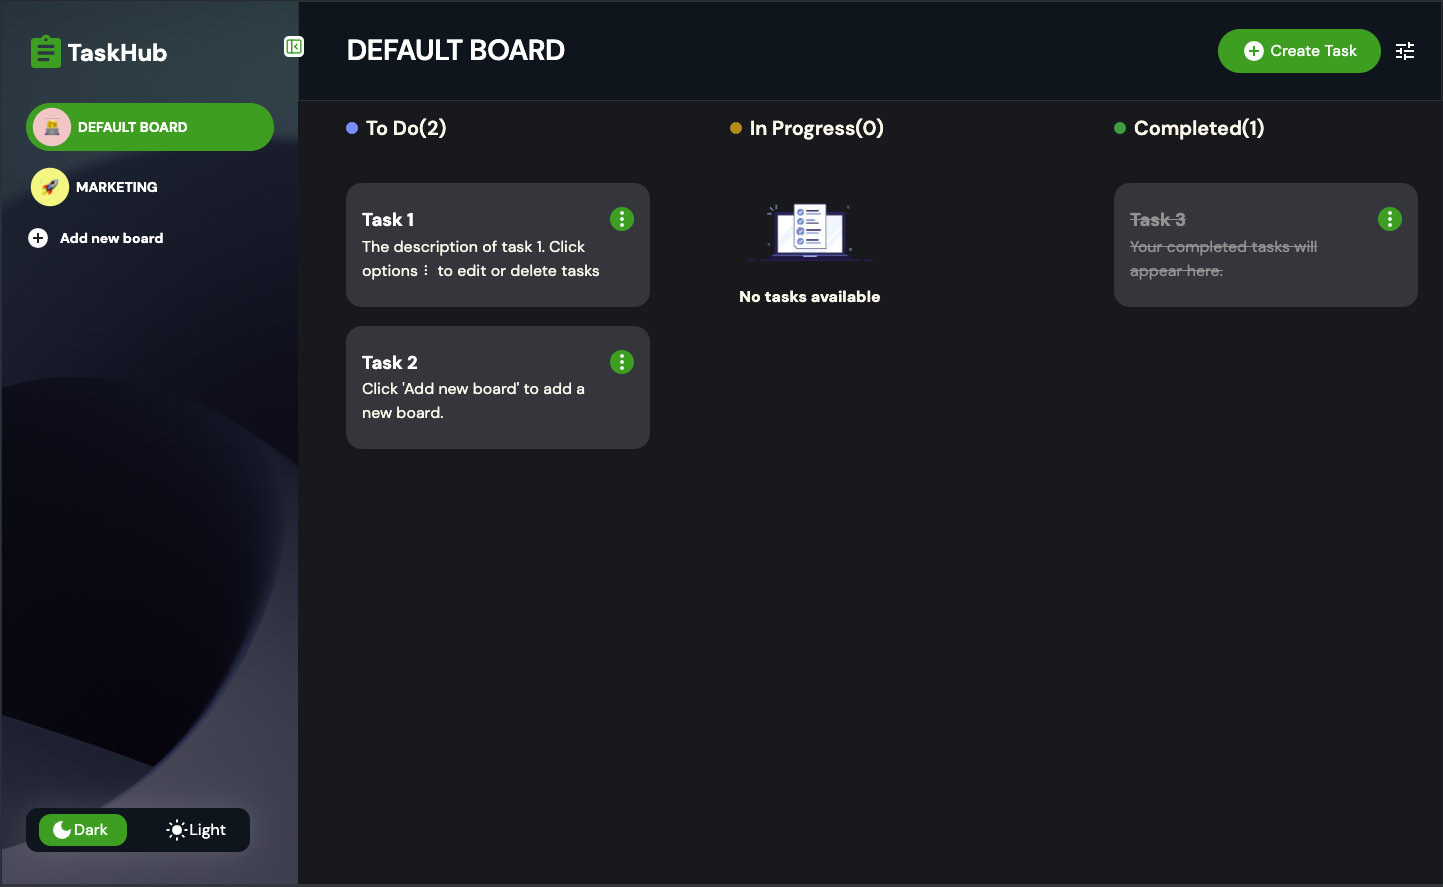 TaskHub
DEFAULT BOARD
MARKETING
Add new board
Dark
Light
DEFAULT BOARD
Create Task
To Do(2)
Task 1
The description of task 1. Click
options ⋮ to edit or delete tasks
Task 2
Click 'Add new board' to add a
new board.
In Progress(0)
No tasks available
Completed(1)
Task 3
Your completed tasks will
appear here.